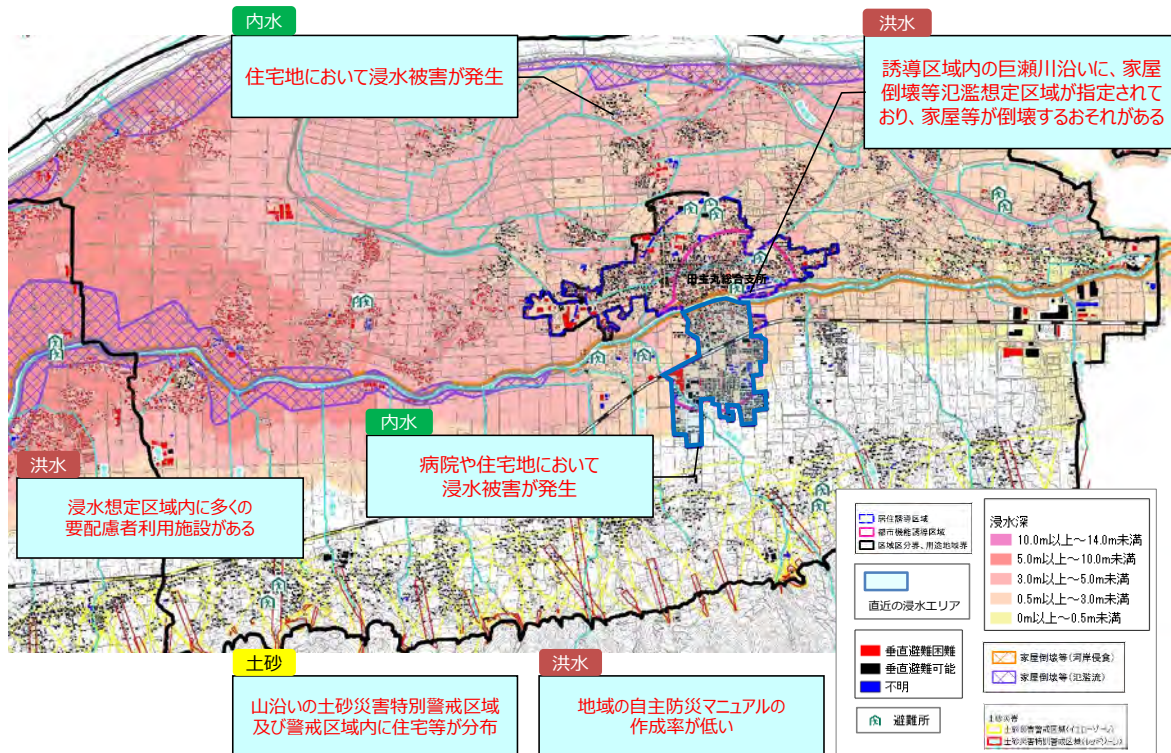 内水
住宅地において浸水被害が発生
洪水
誘導区域内の巨瀬川沿いに、家屋
倒壊等氾濫想定区域が指定されて
おり、家屋等が倒壊するおそれがある
田主丸総合支所
内水
病院や住宅地において
浸水被害が発生
洪水
浸水想定区域内に多くの
要配慮者利用施設がある
土砂
山沿いの土砂災害特別警戒区域
及び警戒区域内に住宅等が分布
洪水
地域の自主防災マニュアルの
作成率が低い
居住誘導区域
都市機能誘導区域
区域区分界、用途地域界
直近の浸水エリア
垂直避難困難
垂直避難可能
不明
避難所
浸水深
10.0m以上～14.0m未満
5.0m以上～10.0m未満
3.0m以上～5.0m未満
0.5m以上～3.0m未満
0m以上～0.5m未満
家屋倒壊等(河岸侵食)
家屋倒壊等(氾濫流)
土砂災害
土砂災害警戒区域(イエローゾーン)
土砂災害特別警戒区域(レッドゾーン)